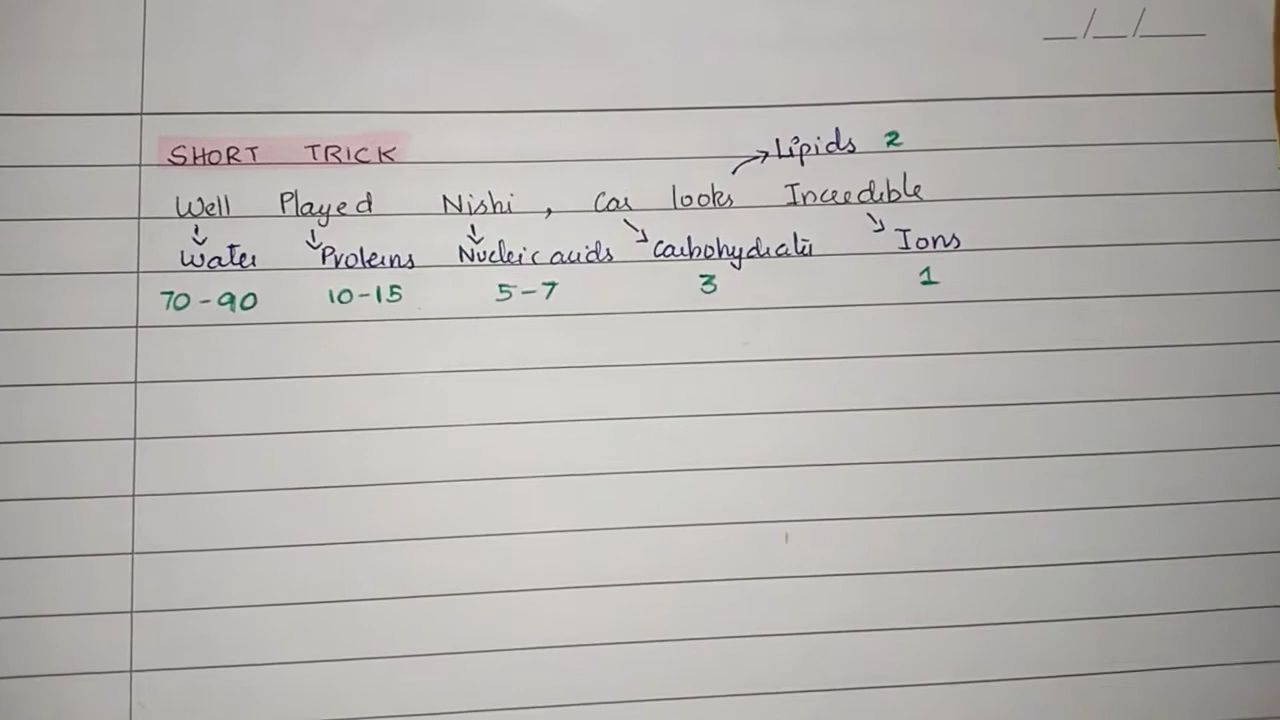 __/__/___
SHORT TRICK
→ Lipids 2
Well Played Nishi, Car looks Incredible
↓ Water ↓ Proteins ↓ Nucleic acids ↘ Carbohydrate ↘ Ions
70-90 10-15 5-7 3 1